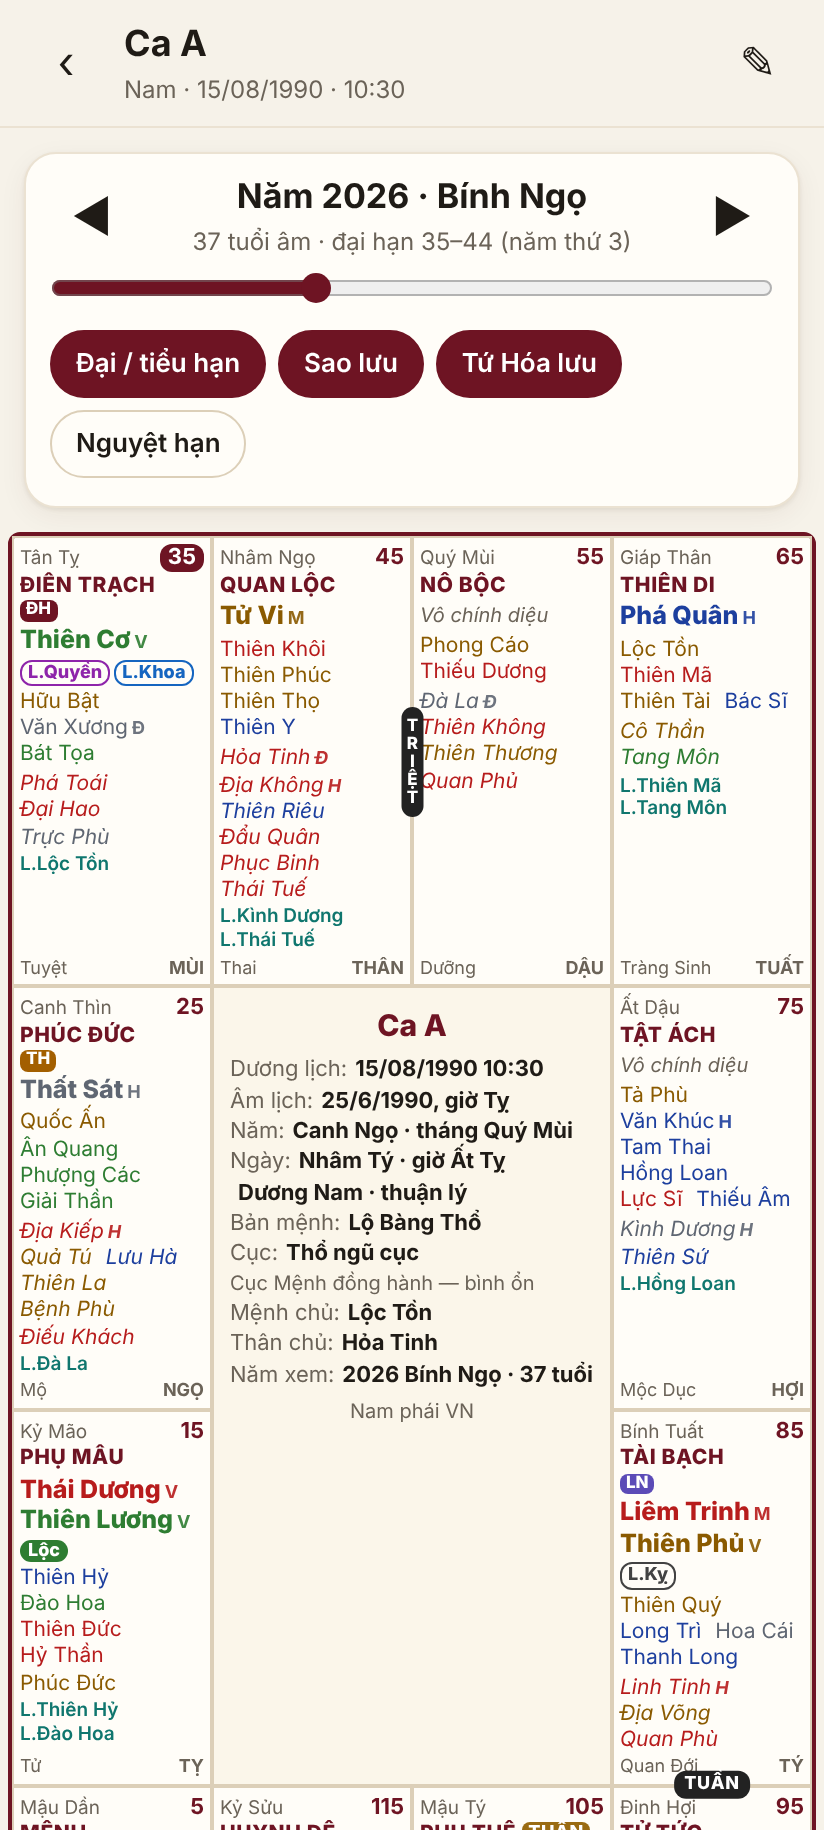 ‹
Ca A
✎
Nam · 15/08/1990 · 10:30
◀
Năm 2026 · Bính Ngọ
▶
37 tuổi âm · đại hạn 35–44 (năm thứ 3)
Đại / tiểu hạn
Sao lưu
Tứ Hóa lưu
Nguyệt hạn
Tân Tỵ 35
ĐIỀN TRẠCH
ĐH
Thiên Cơ V
L.Quyền L.Khoa
Hữu Bật
Văn Xương Đ
Bát Tọa
Phá Toái
Đại Hao
Trực Phù
L.Lộc Tồn
Tuyệt MÙI
Nhâm Ngọ 45
QUAN LỘC
Tử Vi M
Thiên Khôi
Thiên Phúc
Thiên Thọ
Thiên Y
Hỏa Tinh Đ
Địa Không H
Thiên Riêu
Đẩu Quân
Phục Binh
Thái Tuế
L.Kình Dương
L.Thái Tuế
Thai THÂN
TRIỆT
Quý Mùi 55
NÔ BỘC
Vô chính diệu
Phong Cáo
Thiếu Dương
Đà La Đ
Thiên Không
Thiên Thương
Quan Phủ
Dưỡng DẬU
Giáp Thân 65
THIÊN DI
Phá Quân H
Lộc Tồn
Thiên Mã
Thiên Tài Bác Sĩ
Cô Thần
Tang Môn
L.Thiên Mã
L.Tang Môn
Tràng Sinh TUẤT
Canh Thìn 25
PHÚC ĐỨC
TH
Thất Sát H
Quốc Ấn
Ân Quang
Phượng Các
Giải Thần
Địa Kiếp H
Quả Tú Lưu Hà
Thiên La
Bệnh Phù
Điếu Khách
L.Đà La
Mộ NGỌ
Ca A
Dương lịch: 15/08/1990 10:30
Âm lịch: 25/6/1990, giờ Tỵ
Năm: Canh Ngọ · tháng Quý Mùi
Ngày: Nhâm Tý · giờ Ất Tỵ
Dương Nam · thuận lý
Bản mệnh: Lộ Bàng Thổ
Cục: Thổ ngũ cục
Cục Mệnh đồng hành — bình ổn
Mệnh chủ: Lộc Tồn
Thân chủ: Hỏa Tinh
Năm xem: 2026 Bính Ngọ · 37 tuổi
Nam phái VN
Ất Dậu 75
TẬT ÁCH
Vô chính diệu
Tả Phù
Văn Khúc H
Tam Thai
Hồng Loan
Lực Sĩ Thiếu Âm
Kình Dương H
Thiên Sứ
L.Hồng Loan
Mộc Dục HỢI
Kỷ Mão 15
PHỤ MẪU
Thái Dương V
Thiên Lương V
Lộc
Thiên Hỷ
Đào Hoa
Thiên Đức
Hỷ Thần
Phúc Đức
L.Thiên Hỷ
L.Đào Hoa
Tử TỴ
Bính Tuất 85
TÀI BẠCH
LN
Liêm Trinh M
Thiên Phủ V
L.Kỵ
Thiên Quý
Long Trì Hoa Cái
Thanh Long
Linh Tinh H
Địa Võng
Quan Phù
Quan Đới TÝ
TUẦN
Mậu Dần 5
MỆNH
Kỷ Sửu 115
HUYNH ĐỆ
Mậu Tý 105
PHU THÊ THÂN
Đinh Hợi 95
TỬ TỨC